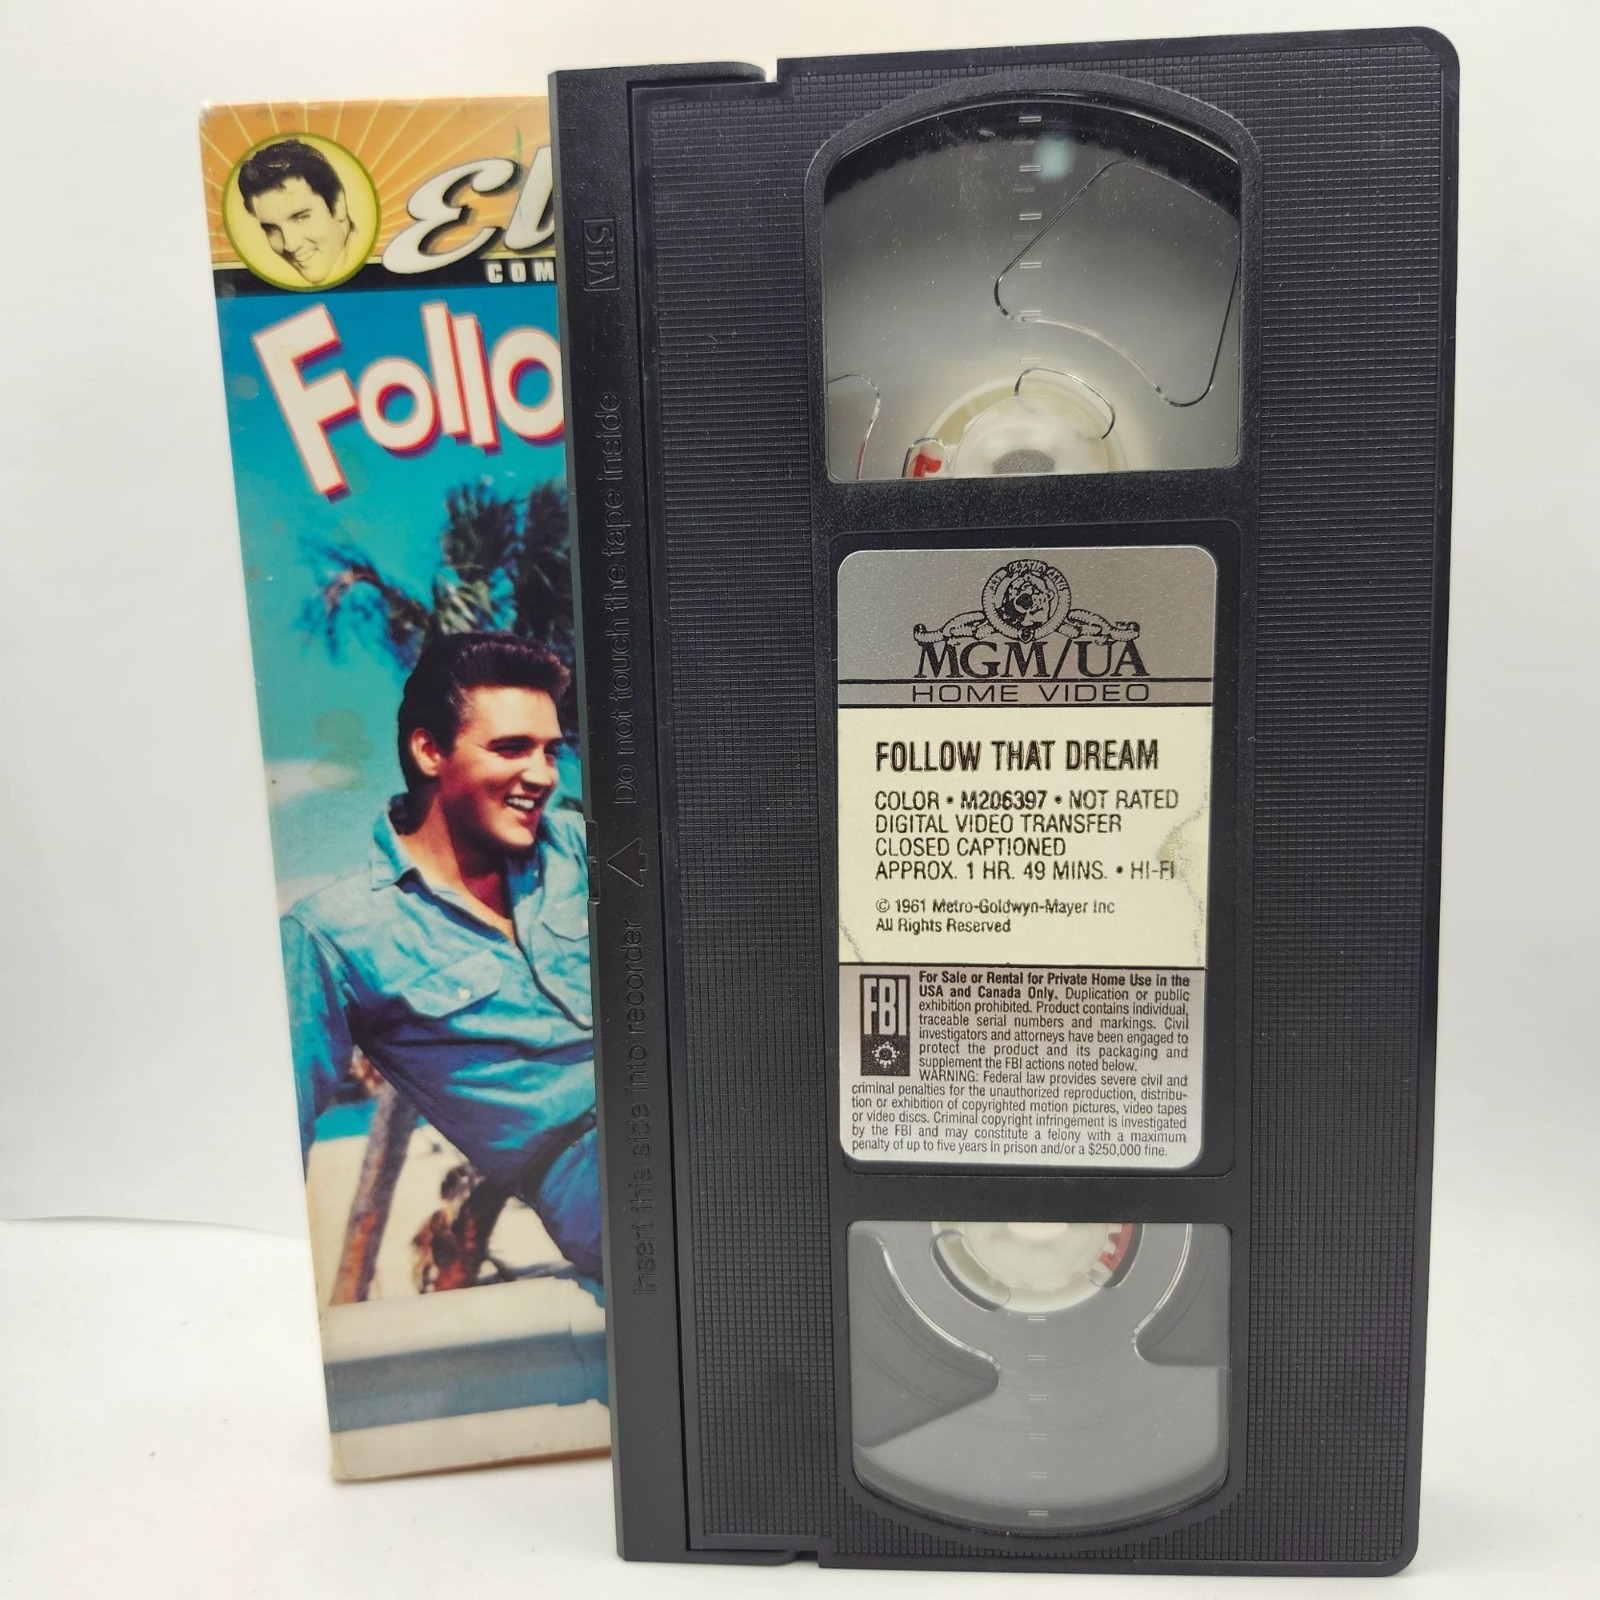 El
COM
Follo
VHS
Do not touch the tape inside
Insert this side into recorder
ARS GRATIA ARTIS
MGM/UA
HOME VIDEO
FOLLOW THAT DREAM
COLOR • M206397 • NOT RATED
DIGITAL VIDEO TRANSFER
CLOSED CAPTIONED
APPROX. 1 HR. 49 MINS. • HI-FI
© 1961 Metro-Goldwyn-Mayer Inc
All Rights Reserved
FBI
For Sale or Rental for Private Home Use in the
USA and Canada Only. Duplication or public
exhibition prohibited. Product contains individual,
traceable serial numbers and markings. Civil
investigators and attorneys have been engaged to
protect the product and its packaging and
supplement the FBI actions noted below.
WARNING: Federal law provides severe civil and
criminal penalties for the unauthorized reproduction, distribu-
tion or exhibition of copyrighted motion pictures, video tapes
or video discs. Criminal copyright infringement is investigated
by the FBI and may constitute a felony with a maximum
penalty of up to five years in prison and/or a $250,000 fine.